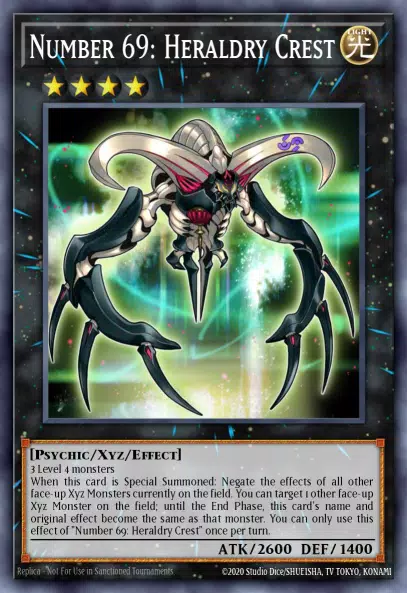 NUMBER 69: HERALDRY CREST
LIGHT
光
69
[PSYCHIC/XYZ/EFFECT]
3 Level 4 monsters
When this card is Special Summoned: Negate the effects of all other
face-up Xyz Monsters currently on the field. You can target 1 other face-up
Xyz Monster on the field; until the End Phase, this card's name and
original effect become the same as that monster. You can only use this
effect of "Number 69: Heraldry Crest" once per turn.
ATK/2600 DEF/1400
Replica - Not For Use in Sanctioned Tournaments
©2020 Studio Dice/SHUEISHA, TV TOKYO, KONAMI